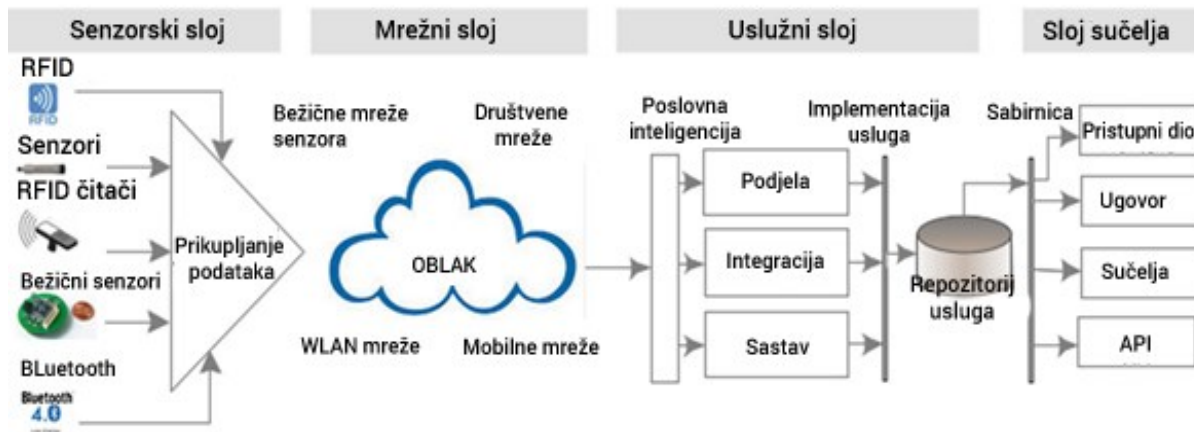 Senzorski sloj
Mrežni sloj
Uslužni sloj
Sloj sučelja
RFID
RFID
Senzori
RFID čitači
Bežični senzori
BLuetooth
Bluetooth
4.0
Prikupljanje
podataka
Bežične mreže
senzora
Društvene
mreže
OBLAK
WLAN mreže
Mobilne mreže
Poslovna
inteligencija
Podjela
Integracija
Sastav
Implementacija
usluga
Repozitorij
usluga
Sabirnica
Pristupni dio
Ugovor
Sučelja
API